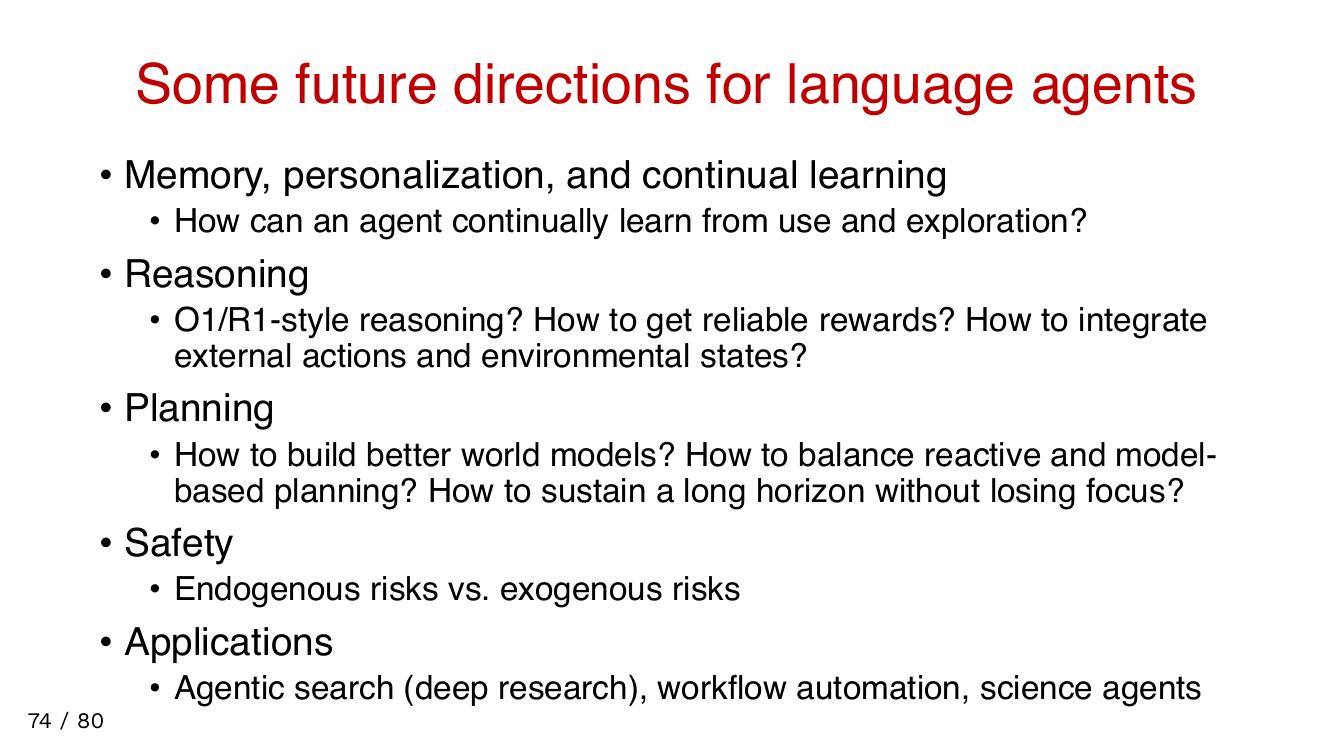 Some future directions for language agents
• Memory, personalization, and continual learning
• How can an agent continually learn from use and exploration?
• Reasoning
• O1/R1-style reasoning? How to get reliable rewards? How to integrate
external actions and environmental states?
• Planning
• How to build better world models? How to balance reactive and model-
based planning? How to sustain a long horizon without losing focus?
• Safety
• Endogenous risks vs. exogenous risks
• Applications
• Agentic search (deep research), workflow automation, science agents
74 / 80